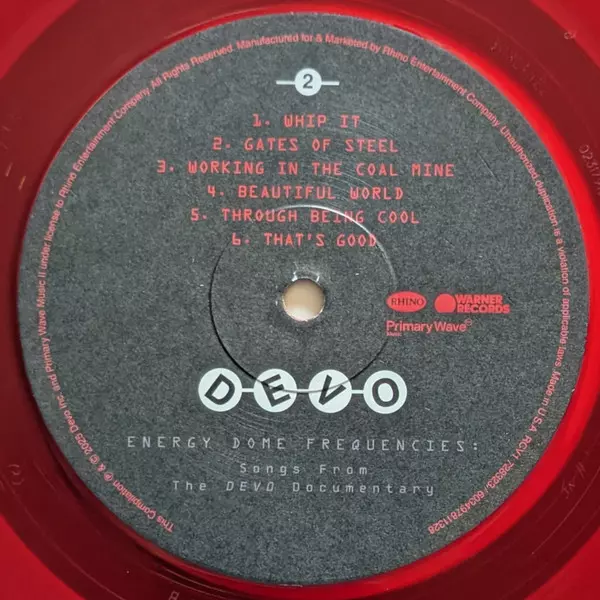 2
1. WHIP IT
2. GATES OF STEEL
3. WORKING IN THE COAL MINE
4. BEAUTIFUL WORLD
5. THROUGH BEING COOL
6. THAT'S GOOD
RHINO
WARNER
RECORDS
Primary Wave
DEVO
ENERGY DOME FREQUENCIES:
Songs From
The DEVO Documentary
This Compilation ℗ & © 2025 Devo Inc and Primary Wave Music II under license to Rhino Entertainment Company. All Rights Reserved. Manufactured for & Marketed by Rhino Entertainment Company. Unauthorized duplication is a violation of applicable laws. Made in U.S.A. RCV1 728523/ 603497811328